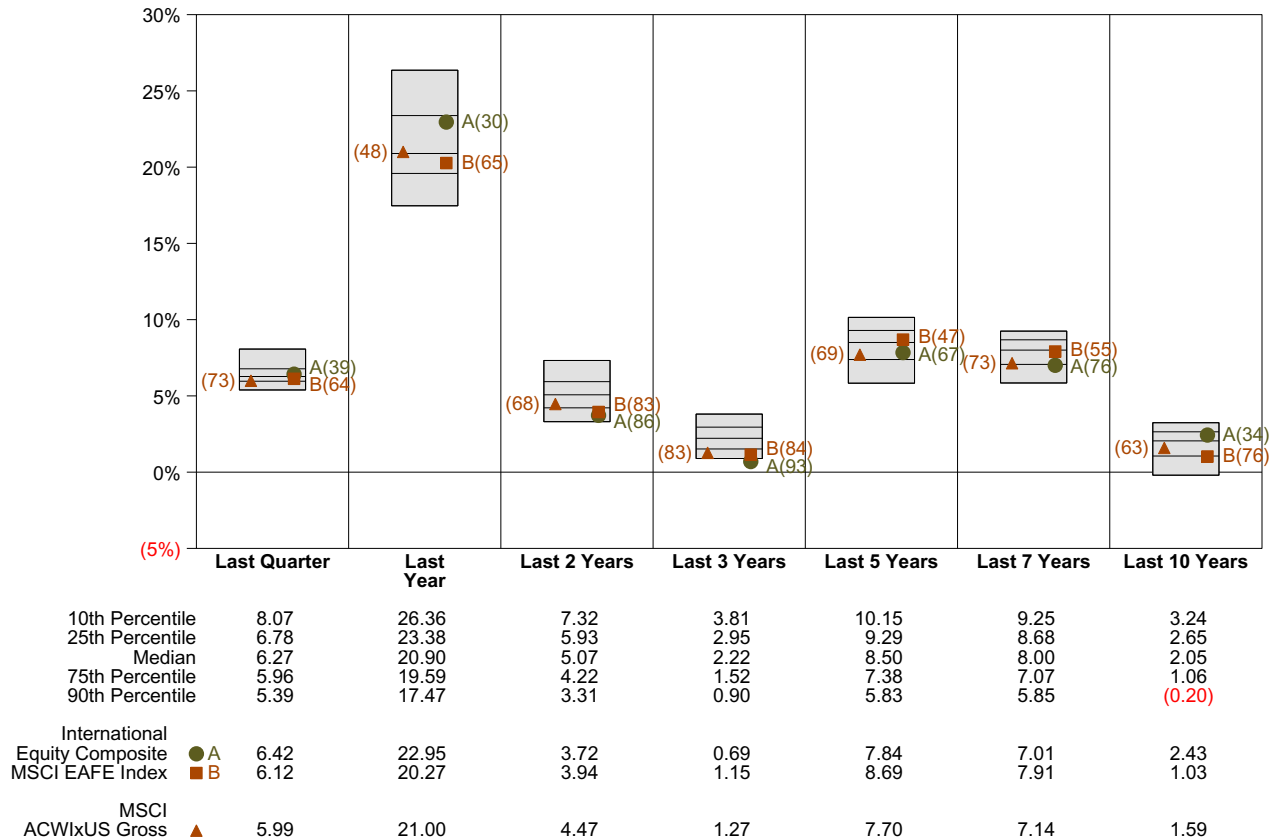 30%
25%
20%
15%
10%
5%
0%
(5%)
(73) A(39)
B(64)
(48) A(30)
B(65)
(68) B(83)
A(86)
(83) B(84)
A(93)
(69) B(47)
A(67)
(73) B(55)
A(76)
(63) A(34)
B(76)
Last Quarter Last Year Last 2 Years Last 3 Years Last 5 Years Last 7 Years Last 10 Years
10th Percentile 8.07 26.36 7.32 3.81 10.15 9.25 3.24
25th Percentile 6.78 23.38 5.93 2.95 9.29 8.68 2.65
Median 6.27 20.90 5.07 2.22 8.50 8.00 2.05
75th Percentile 5.96 19.59 4.22 1.52 7.38 7.07 1.06
90th Percentile 5.39 17.47 3.31 0.90 5.83 5.85 (0.20)
International
Equity Composite A 6.42 22.95 3.72 0.69 7.84 7.01 2.43
MSCI EAFE Index B 6.12 20.27 3.94 1.15 8.69 7.91 1.03
MSCI
ACWIxUS Gross 5.99 21.00 4.47 1.27 7.70 7.14 1.59